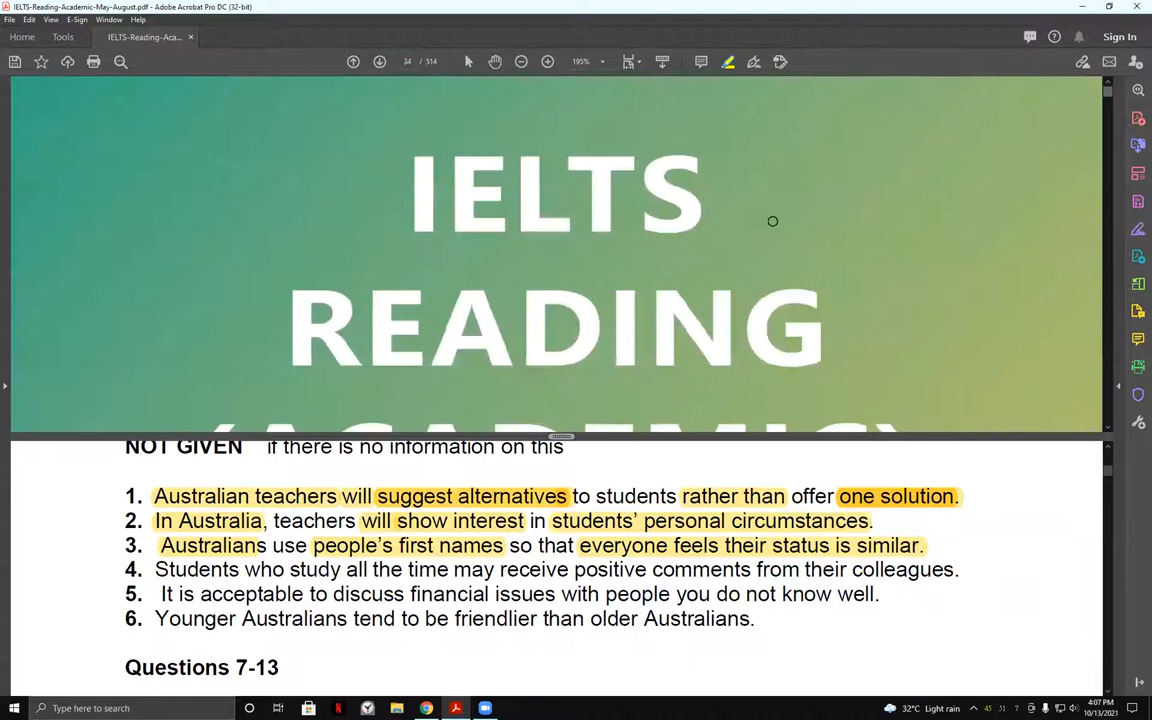 IELTS-Reading-Academic-May-August.pdf - Adobe Acrobat Pro DC (32-bit)
File Edit View E-Sign Window Help
Home Tools IELTS-Reading-Aca... × Sign In
34 / 514 195%
IELTS
READING
NOT GIVEN if there is no information on this
1. Australian teachers will suggest alternatives to students rather than offer one solution.
2. In Australia, teachers will show interest in students’ personal circumstances.
3. Australians use people’s first names so that everyone feels their status is similar.
4. Students who study all the time may receive positive comments from their colleagues.
5. It is acceptable to discuss financial issues with people you do not know well.
6. Younger Australians tend to be friendlier than older Australians.
Questions 7-13
Type here to search 32°C Light rain 45 51 7 4:07 PM
10/13/2021